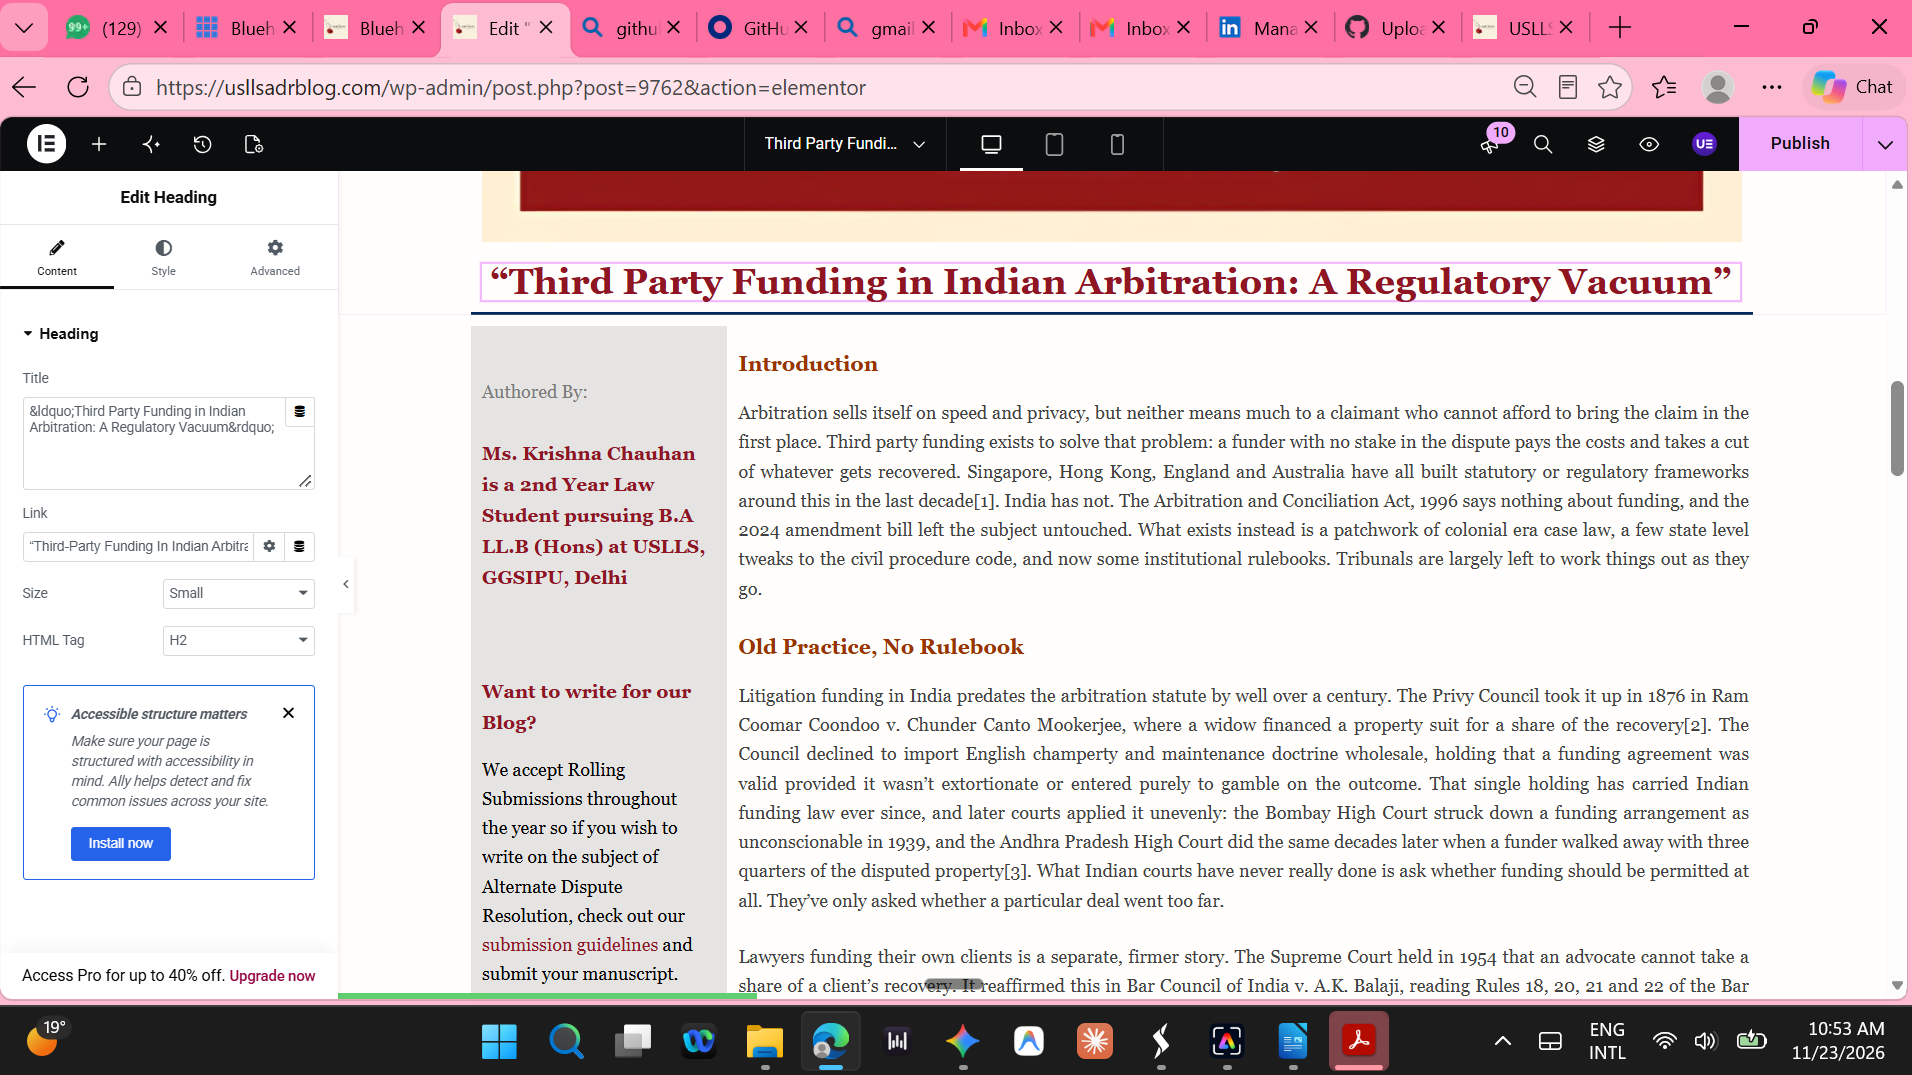 (129)
Blueh
Blueh
Edit "
githu
GitHu
gmail
Inbox
Inbox
Mana
Uploa
USLLS
https://usllsadrblog.com/wp-admin/post.php?post=9762&action=elementor
Chat
Third Party Fundi...
10
UE
Publish
Edit Heading
Content
Style
Advanced
Heading
Title
&ldquo;Third Party Funding in Indian
Arbitration: A Regulatory Vacuum&rdquo;
Link
“Third-Party Funding In Indian Arbitra
Size
Small
HTML Tag
H2
Accessible structure matters
Make sure your page is
structured with accessibility in
mind. Ally helps detect and fix
common issues across your site.
Install now
Access Pro for up to 40% off. Upgrade now
“Third Party Funding in Indian Arbitration: A Regulatory Vacuum”
Authored By:
Ms. Krishna Chauhan
is a 2nd Year Law
Student pursuing B.A
LL.B (Hons) at USLLS,
GGSIPU, Delhi
Want to write for our
Blog?
We accept Rolling
Submissions throughout
the year so if you wish to
write on the subject of
Alternate Dispute
Resolution, check out our
submission guidelines and
submit your manuscript.
Introduction
Arbitration sells itself on speed and privacy, but neither means much to a claimant who cannot afford to bring the claim in the
first place. Third party funding exists to solve that problem: a funder with no stake in the dispute pays the costs and takes a cut
of whatever gets recovered. Singapore, Hong Kong, England and Australia have all built statutory or regulatory frameworks
around this in the last decade[1]. India has not. The Arbitration and Conciliation Act, 1996 says nothing about funding, and the
2024 amendment bill left the subject untouched. What exists instead is a patchwork of colonial era case law, a few state level
tweaks to the civil procedure code, and now some institutional rulebooks. Tribunals are largely left to work things out as they
go.
Old Practice, No Rulebook
Litigation funding in India predates the arbitration statute by well over a century. The Privy Council took it up in 1876 in Ram
Coomar Coondoo v. Chunder Canto Mookerjee, where a widow financed a property suit for a share of the recovery[2]. The
Council declined to import English champerty and maintenance doctrine wholesale, holding that a funding agreement was
valid provided it wasn’t extortionate or entered purely to gamble on the outcome. That single holding has carried Indian
funding law ever since, and later courts applied it unevenly: the Bombay High Court struck down a funding arrangement as
unconscionable in 1939, and the Andhra Pradesh High Court did the same decades later when a funder walked away with three
quarters of the disputed property[3]. What Indian courts have never really done is ask whether funding should be permitted at
all. They’ve only asked whether a particular deal went too far.
Lawyers funding their own clients is a separate, firmer story. The Supreme Court held in 1954 that an advocate cannot take a
share of a client’s recovery. It reaffirmed this in Bar Council of India v. A.K. Balaji, reading Rules 18, 20, 21 and 22 of the Bar
19°
ENG
INTL
10:53 AM
11/23/2026